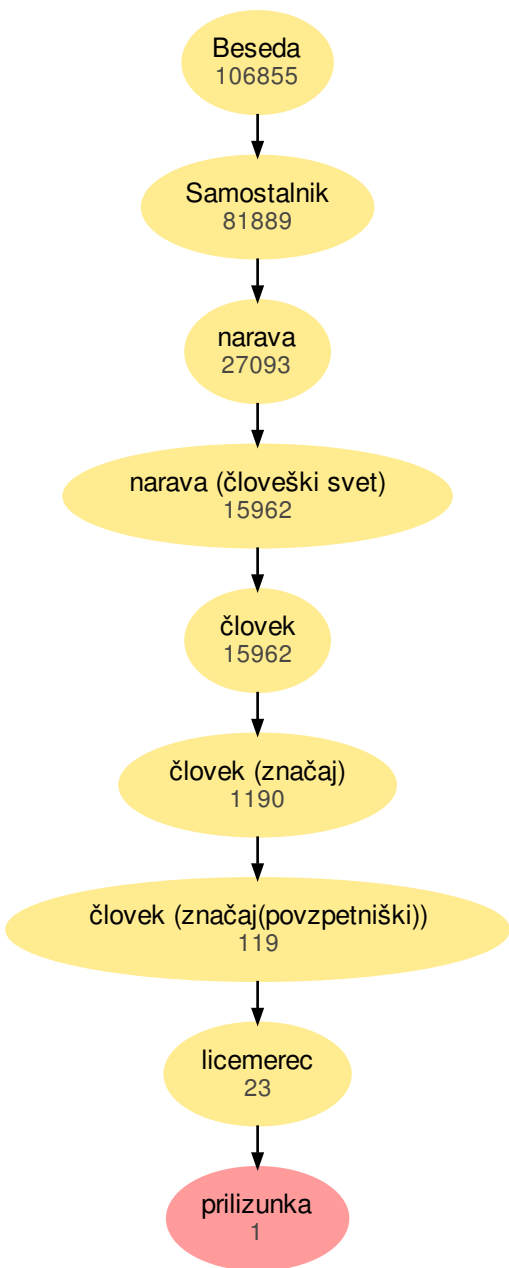 Beseda
106855
Samostalnik
81889
narava
27093
narava (človeški svet)
15962
človek
15962
človek (značaj)
1190
človek (značaj(povzpetniški))
119
licemerec
23
prilizunka
1